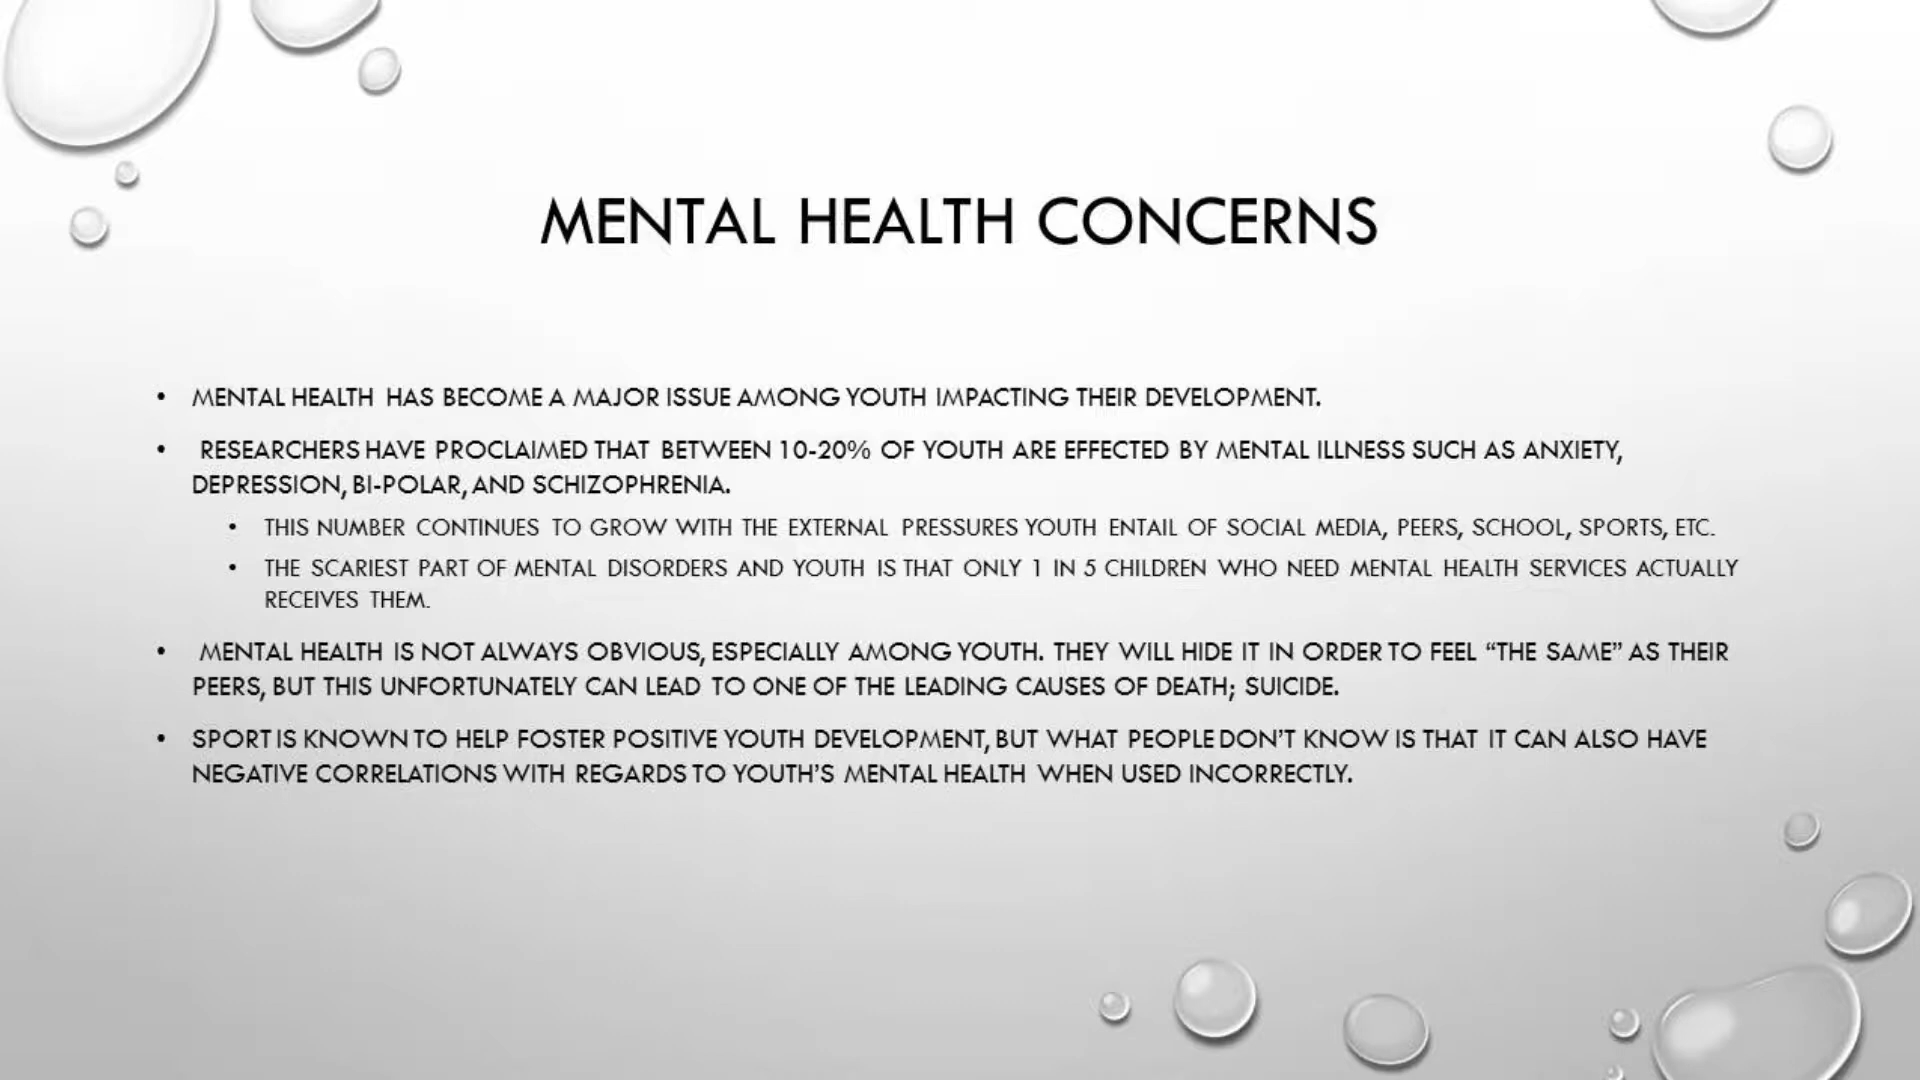 MENTAL HEALTH CONCERNS
• MENTAL HEALTH HAS BECOME A MAJOR ISSUE AMONG YOUTH IMPACTING THEIR DEVELOPMENT.
• RESEARCHERS HAVE PROCLAIMED THAT BETWEEN 10-20% OF YOUTH ARE EFFECTED BY MENTAL ILLNESS SUCH AS ANXIETY,
DEPRESSION, BI-POLAR, AND SCHIZOPHRENIA.
• THIS NUMBER CONTINUES TO GROW WITH THE EXTERNAL PRESSURES YOUTH ENTAIL OF SOCIAL MEDIA, PEERS, SCHOOL, SPORTS, ETC.
• THE SCARIEST PART OF MENTAL DISORDERS AND YOUTH IS THAT ONLY 1 IN 5 CHILDREN WHO NEED MENTAL HEALTH SERVICES ACTUALLY
RECEIVES THEM.
• MENTAL HEALTH IS NOT ALWAYS OBVIOUS, ESPECIALLY AMONG YOUTH. THEY WILL HIDE IT IN ORDER TO FEEL “THE SAME” AS THEIR
PEERS, BUT THIS UNFORTUNATELY CAN LEAD TO ONE OF THE LEADING CAUSES OF DEATH; SUICIDE.
• SPORT IS KNOWN TO HELP FOSTER POSITIVE YOUTH DEVELOPMENT, BUT WHAT PEOPLE DON’T KNOW IS THAT IT CAN ALSO HAVE
NEGATIVE CORRELATIONS WITH REGARDS TO YOUTH’S MENTAL HEALTH WHEN USED INCORRECTLY.